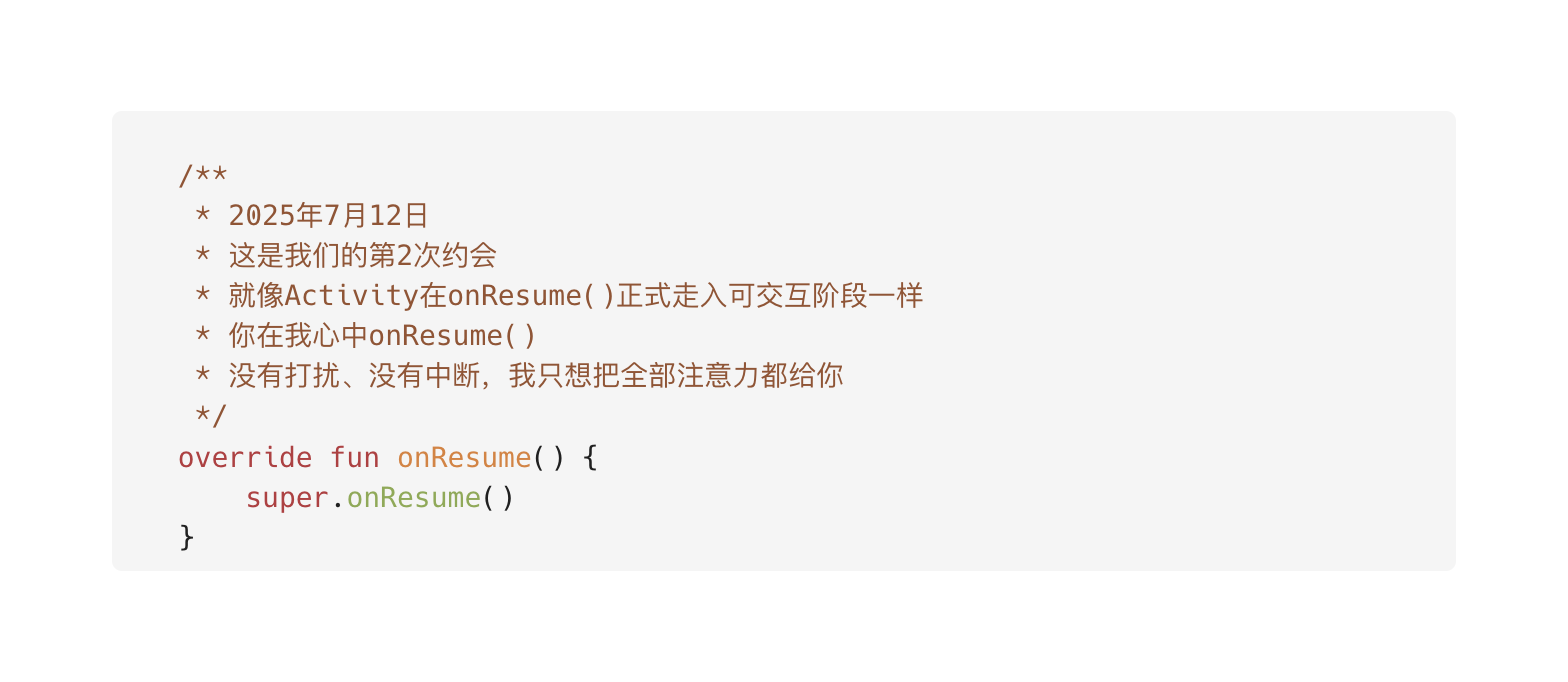 /**
 * 2025年7月12日
 * 这是我们的第2次约会
 * 就像Activity在onResume()正式走入可交互阶段一样
 * 你在我心中onResume()
 * 没有打扰、没有中断，我只想把全部注意力都给你
 */
override fun onResume() {
    super.onResume()
}